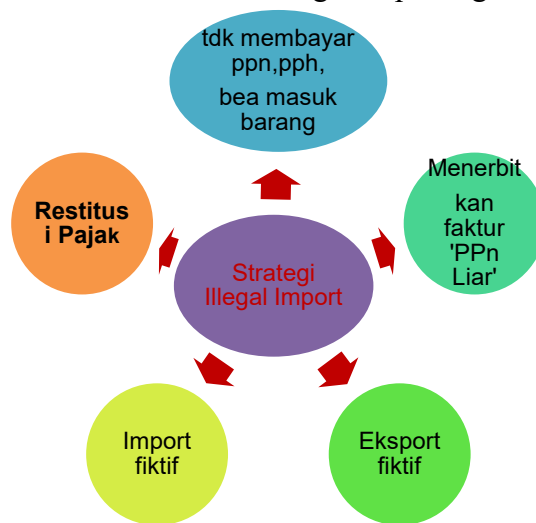 tdk membayar
ppn,pph,
bea masuk
barang
Menerbit
kan
faktur
'PPn
Liar'
Restitus
i Pajak
Strategi
Illegal Import
Import
fiktif
Eksport
fiktif